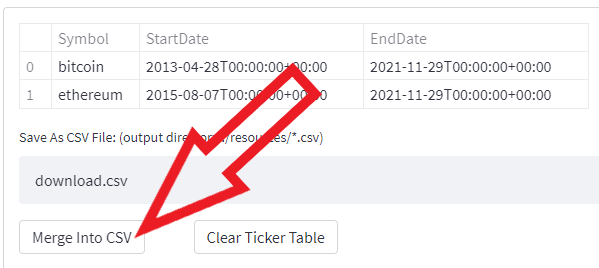 Symbol StartDate EndDate
0 bitcoin 2013-04-28T00:00:00+00:00 2021-11-29T00:00:00+00:00
1 ethereum 2015-08-07T00:00:00+00:00 2021-11-29T00:00:00+00:00
Save As CSV File: (output director /resources/*.csv)
download.csv
Merge Into CSV Clear Ticker Table